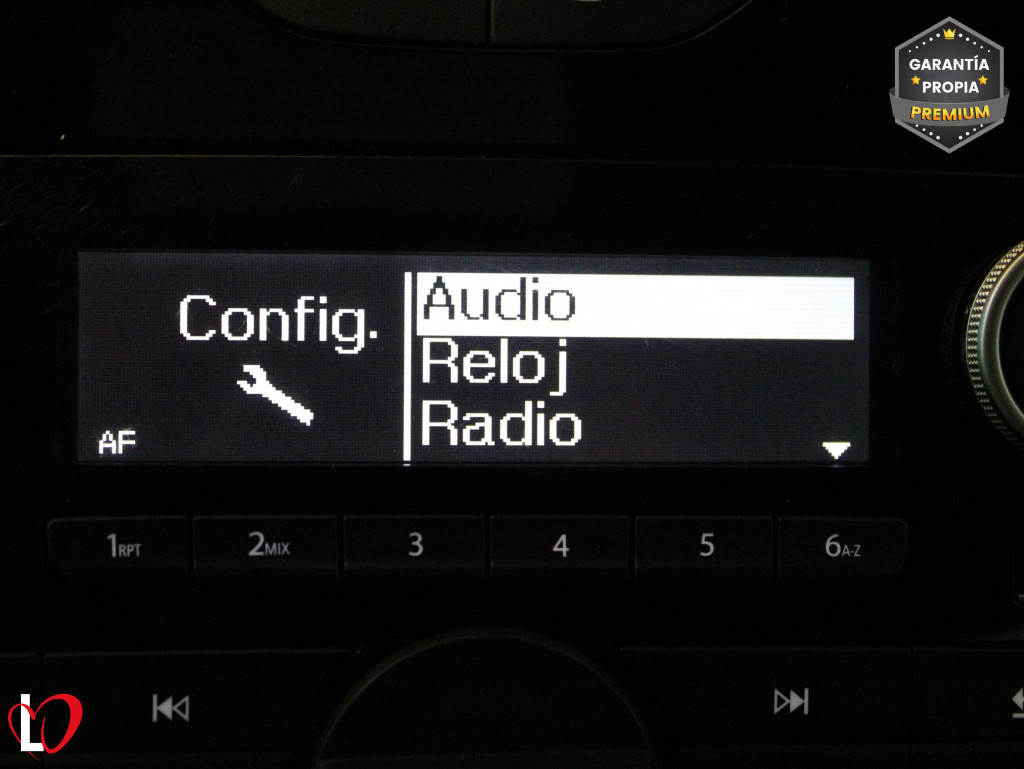 GARANTÍA
PROPIA
PREMIUM
Config.
Audio
Reloj
Radio
AF
1RPT
2MIX
3
4
5
6A-Z
L